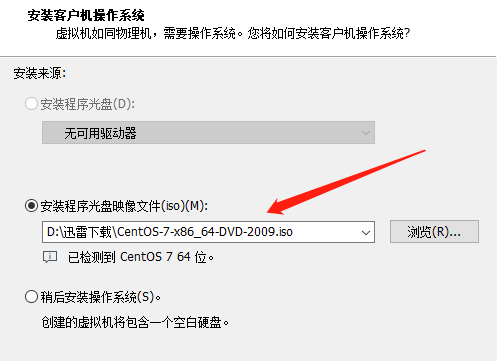 安装客户机操作系统
虚拟机如同物理机，需要操作系统。您将如何安装客户机操作系统?
安装来源:
安装程序光盘(D):
无可用驱动器
安装程序光盘映像文件(iso)(M):
D:\迅雷下载\CentOS-7-x86_64-DVD-2009.iso
浏览(R)...
已检测到 CentOS 7 64 位。
稍后安装操作系统(S)。
创建的虚拟机将包含一个空白硬盘。